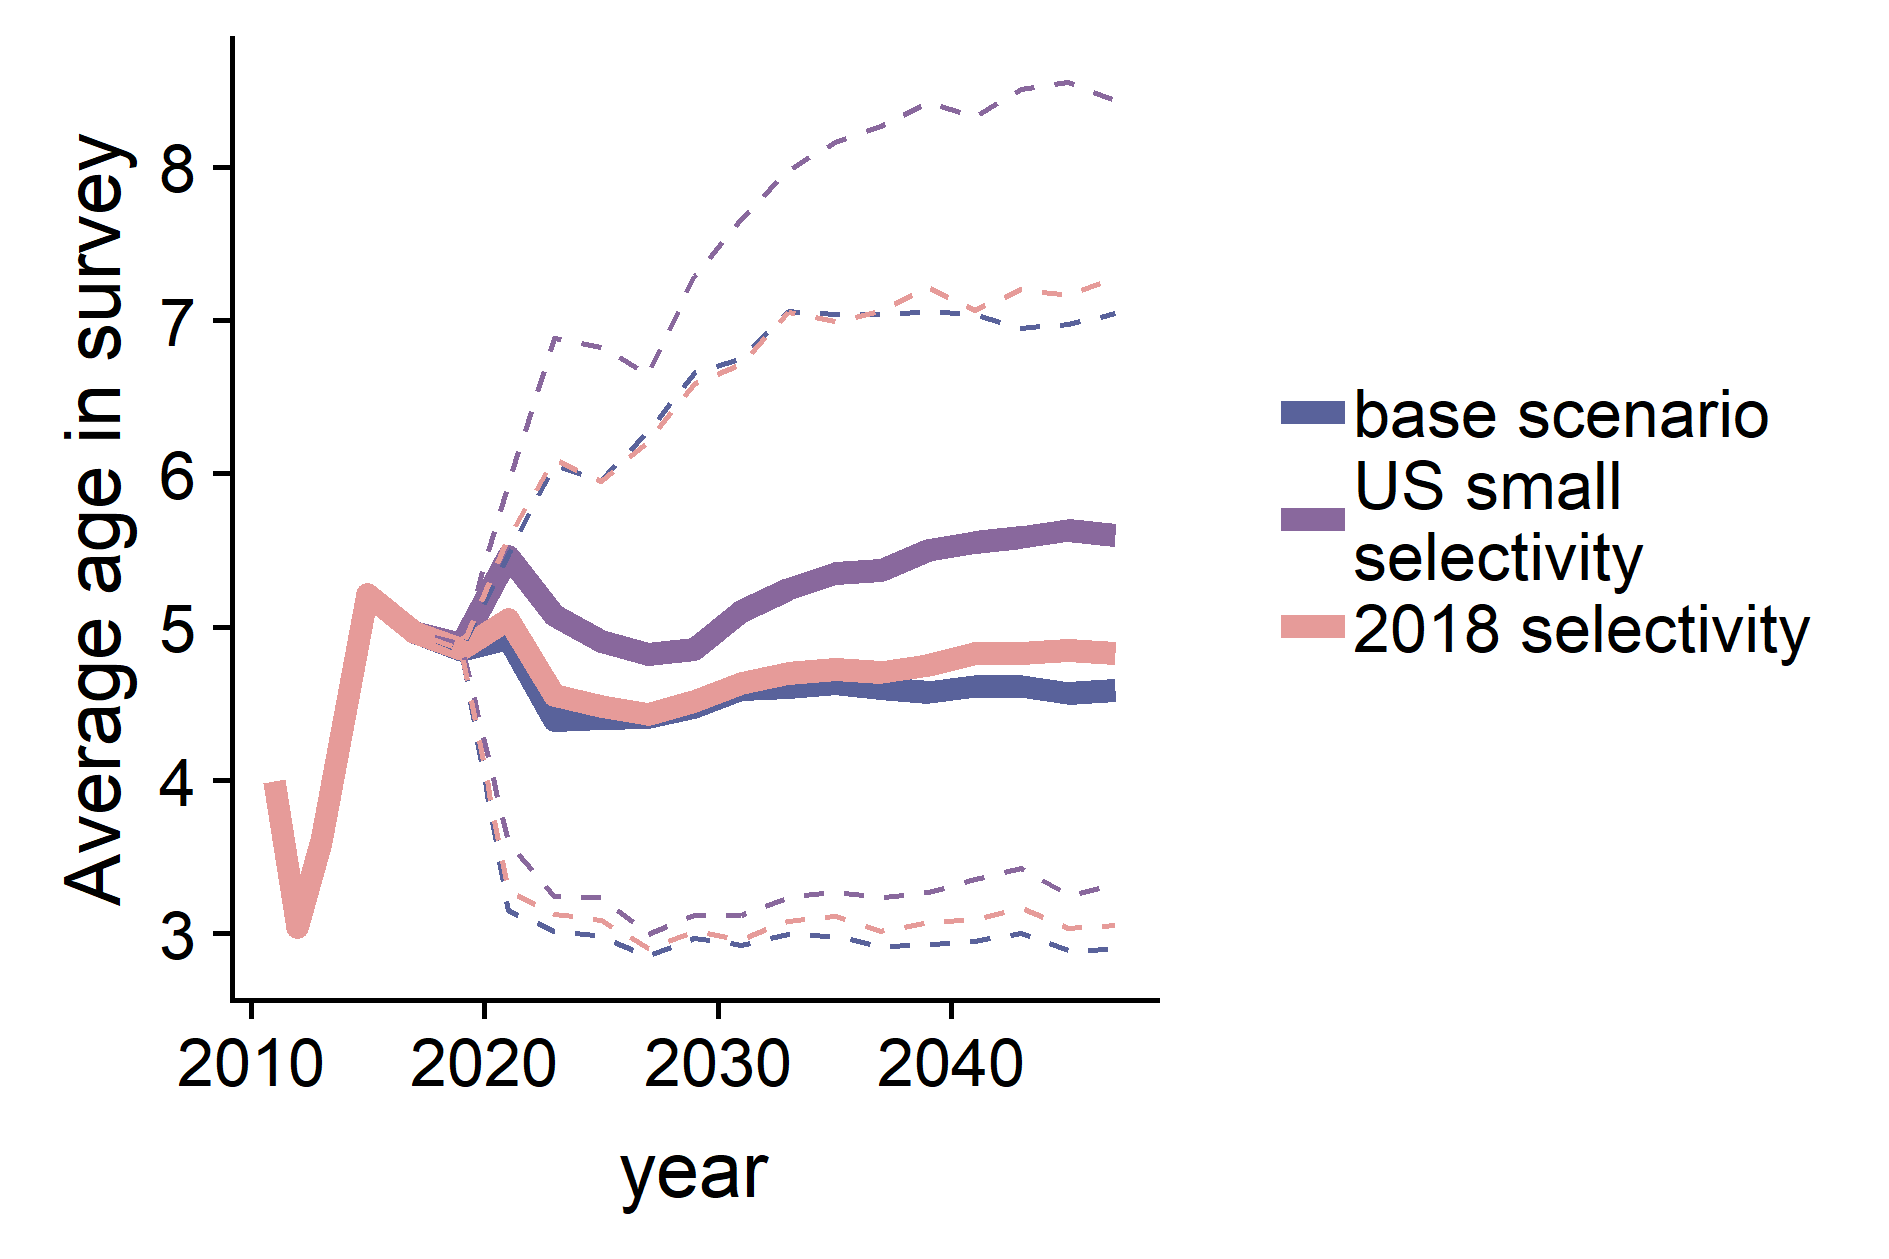 Average age in survey
8
7
6
5
4
3
2010 2020 2030 2040
year
base scenario
US small
selectivity
2018 selectivity